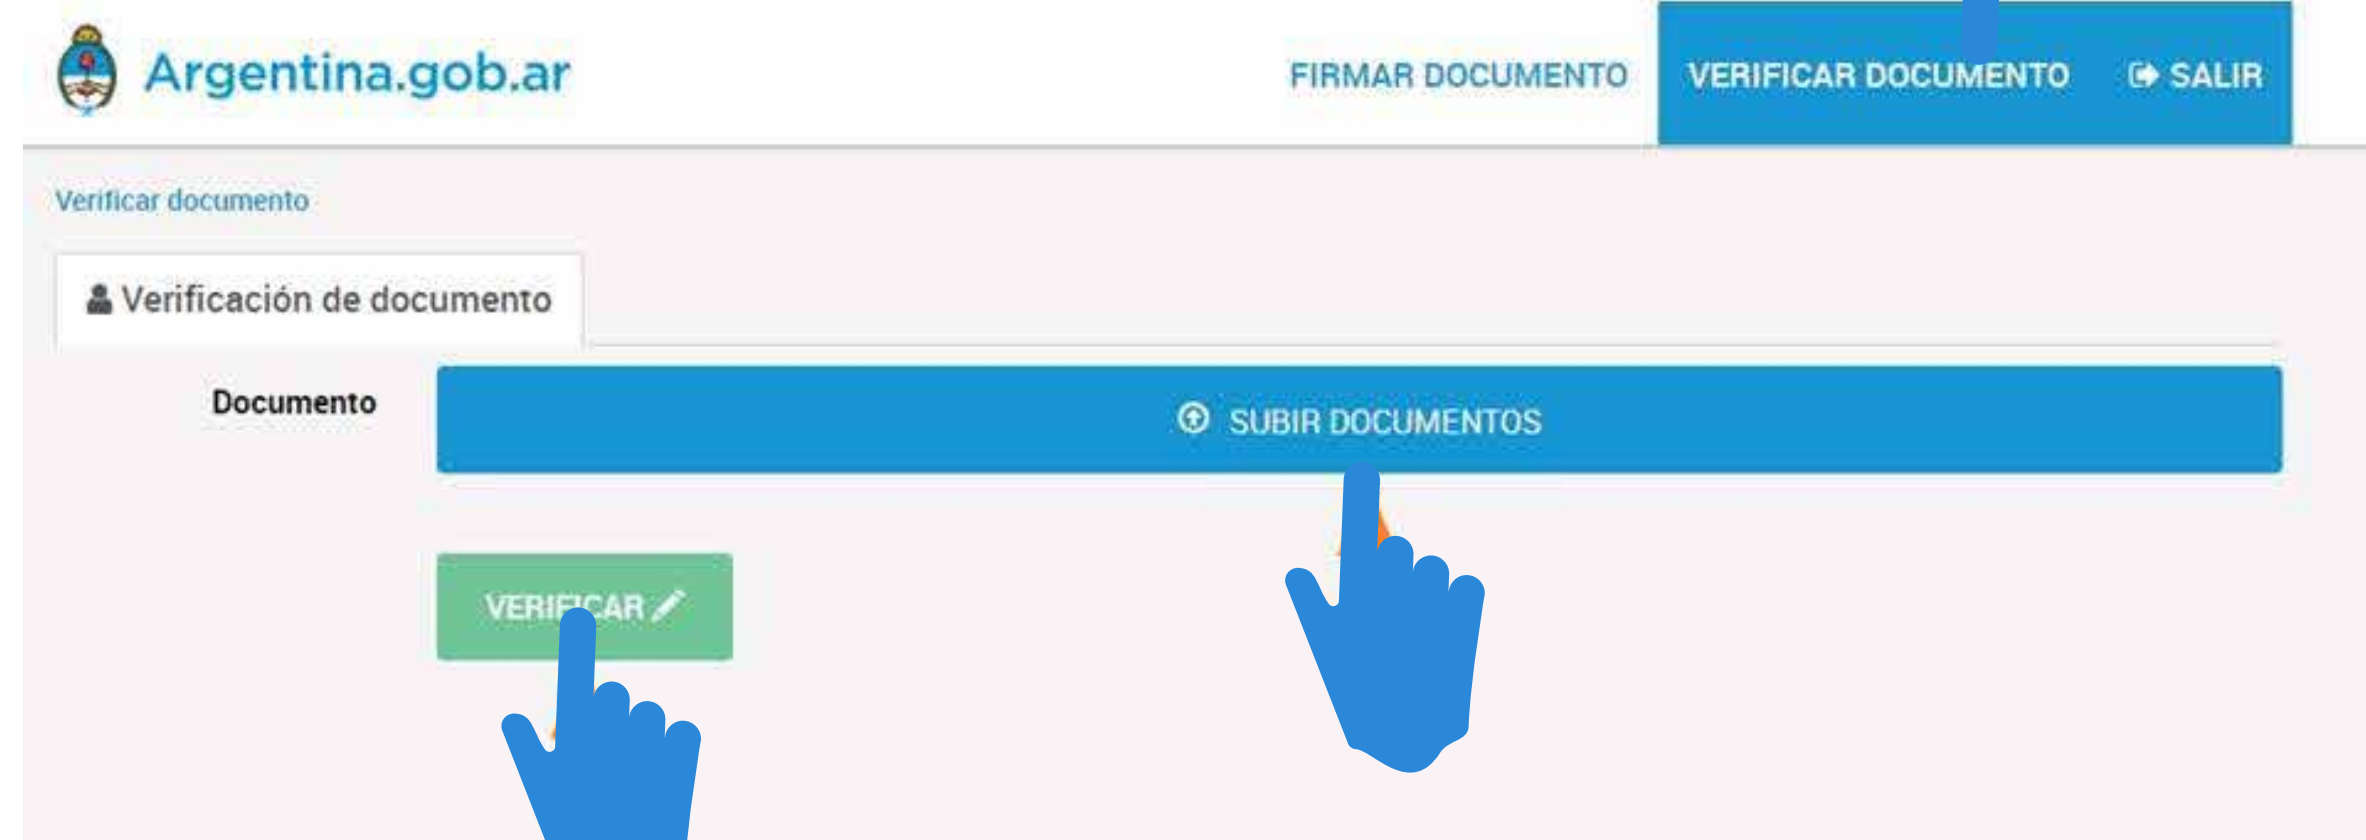 Argentina.gob.ar
FIRMAR DOCUMENTO
VERIFICAR DOCUMENTO
SALIR
Verificar documento
Verificación de documento
Documento
SUBIR DOCUMENTOS
VERIFICAR